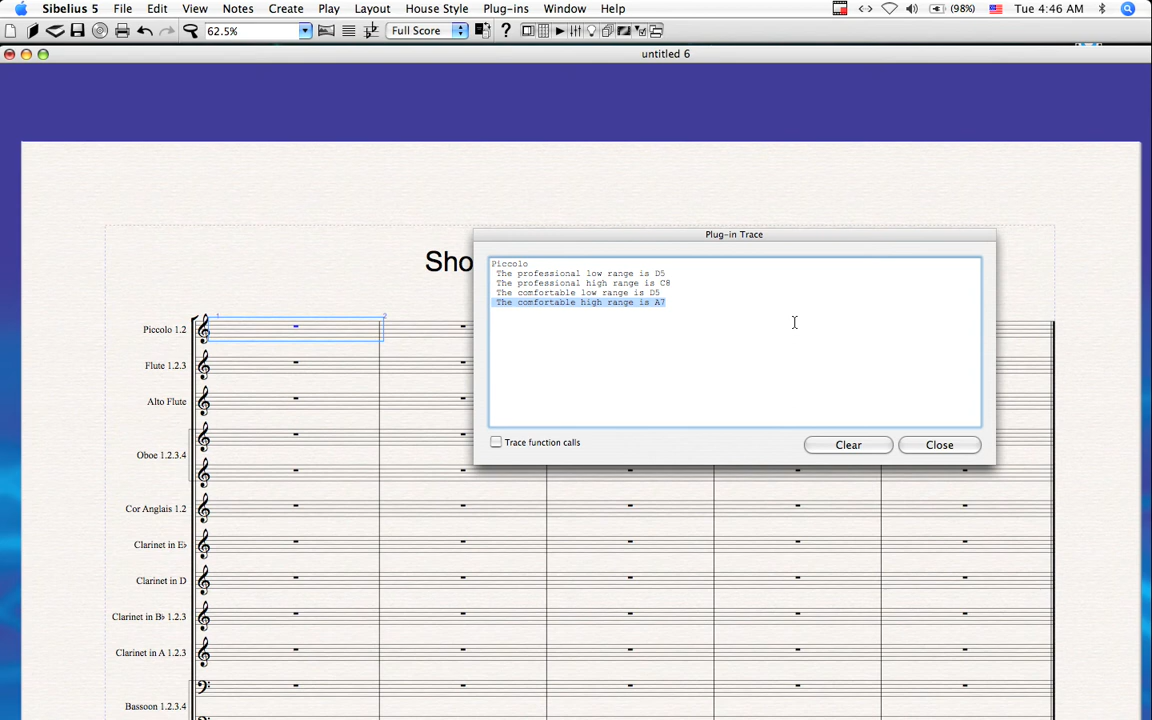 Sibelius 5 File Edit View Notes Create Play Layout House Style Plug-ins Window Help (98%) Tue 4:46 AM
62.5% Full Score ?
untitled 6
Plug-in Trace
Sho
Piccolo
The professional low range is D5
The professional high range is C8
The comfortable low range is D5
The comfortable high range is A7
Trace function calls Clear Close
1 2
Piccolo 1.2
Flute 1.2.3
Alto Flute
Oboe 1.2.3.4
Cor Anglais 1.2
Clarinet in E♭
Clarinet in D
Clarinet in B♭ 1.2.3
Clarinet in A 1.2.3
Bassoon 1.2.3.4